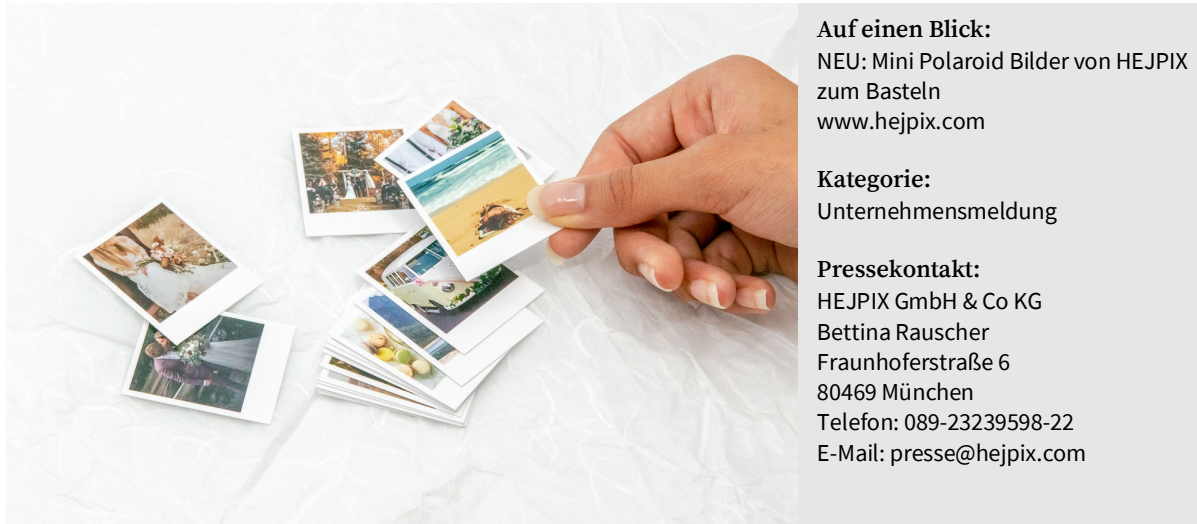 Auf einen Blick:
NEU: Mini Polaroid Bilder von HEJPIX
zum Basteln
www.hejpix.com
Kategorie:
Unternehmensmeldung
Pressekontakt:
HEJPIX GmbH & Co KG
Bettina Rauscher
Fraunhoferstraße 6
80469 München
Telefon: 089-23239598-22
E-Mail: presse@hejpix.com